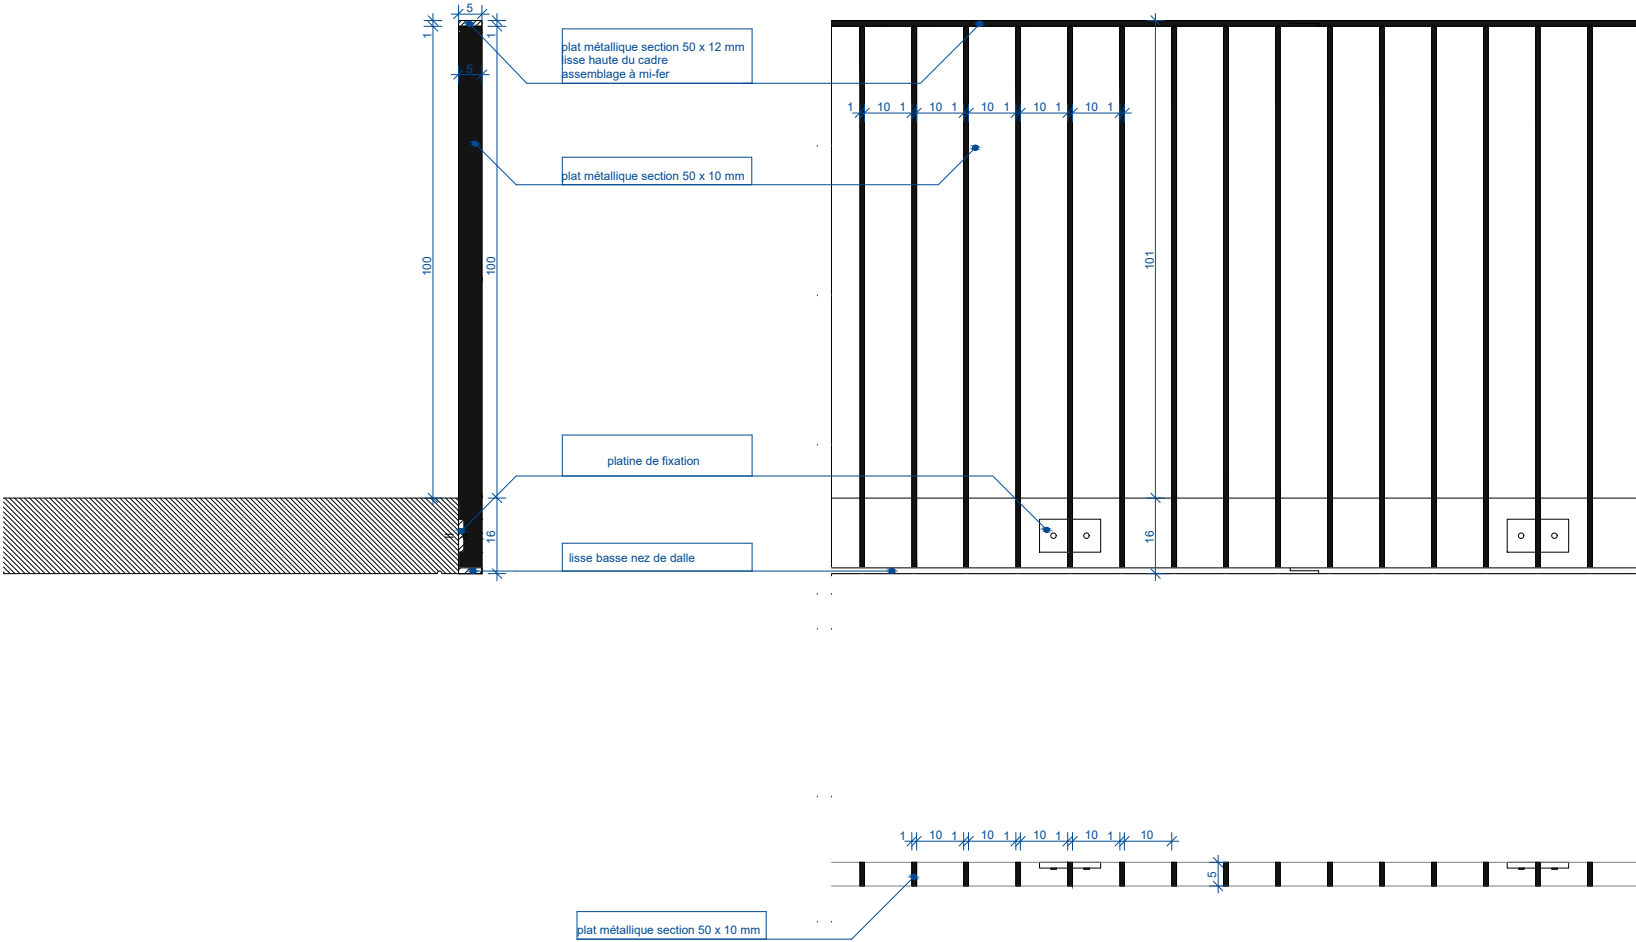 5
1
1
plat métallique section 50 x 12 mm
lisse haute du cadre
assemblage à mi-fer
5
1 10 1 10 1 10 1 10 1 10 1
plat métallique section 50 x 10 mm
100
100
101
platine de fixation
16
16
lisse basse nez de dalle
1 10 1 10 1 10 1 10 1 10
5
plat métallique section 50 x 10 mm